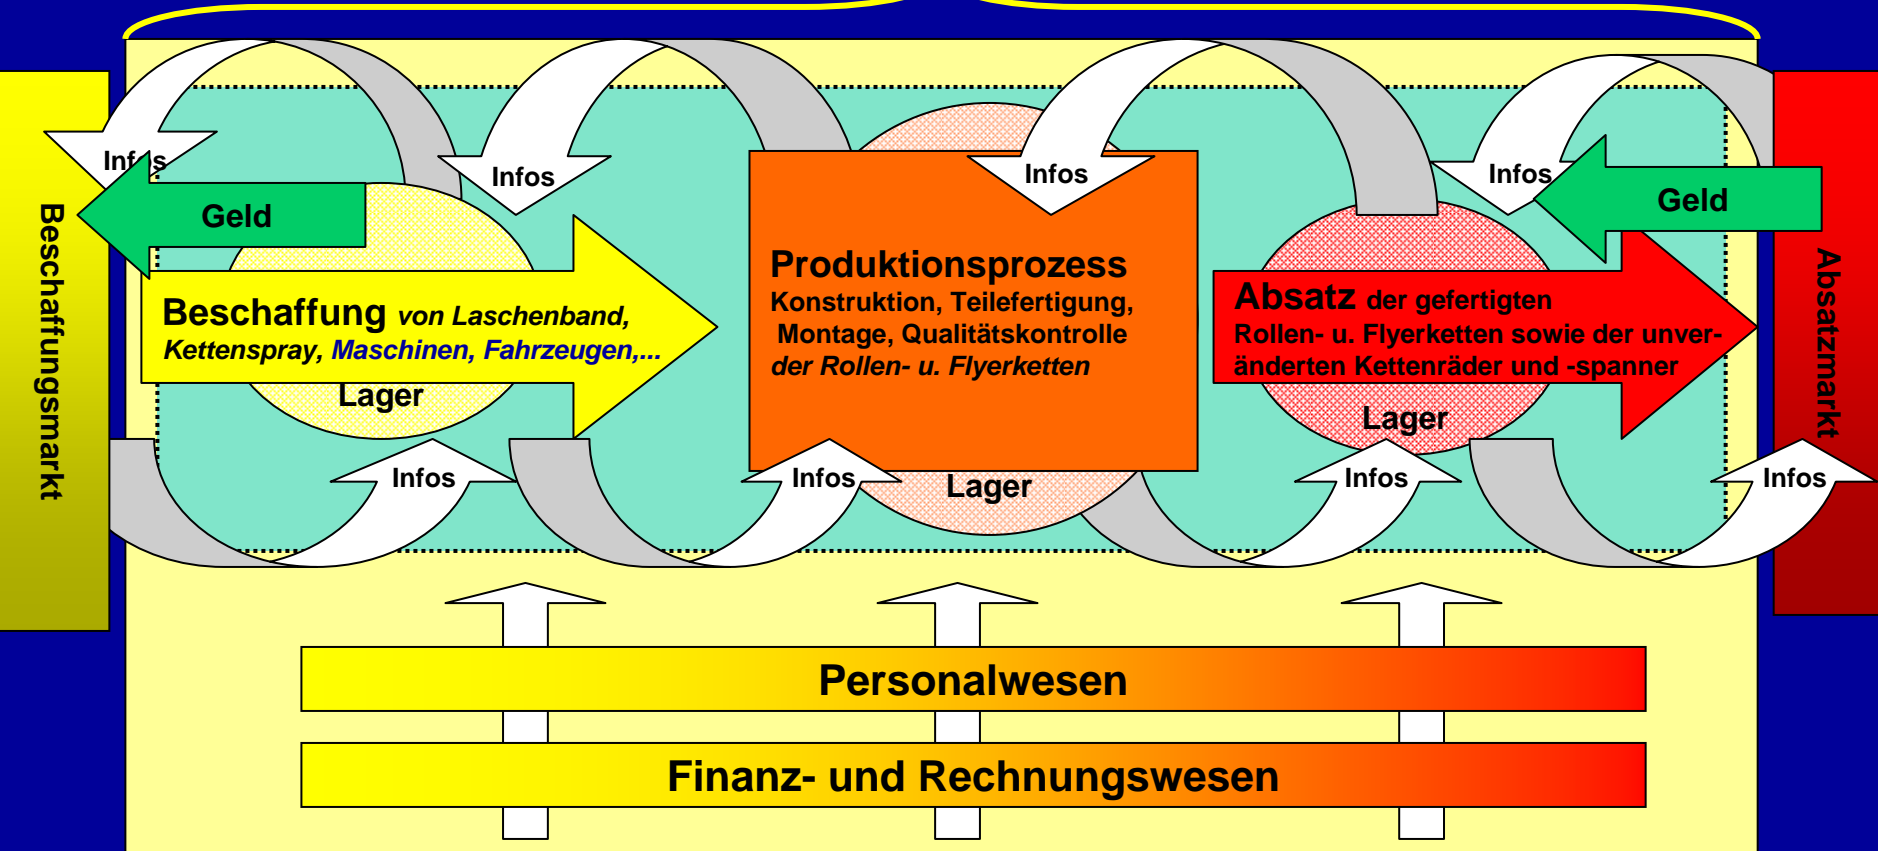 Infos
Infos
Infos
Infos
Geld
Geld
Beschaffungsmarkt
Beschaffung von Laschenband,
Kettenspray, Maschinen, Fahrzeugen,...
Lager
Produktionsprozess
Konstruktion, Teilefertigung,
Montage, Qualitätskontrolle
der Rollen- u. Flyerketten
Lager
Absatz der gefertigten
Rollen- u. Flyerketten sowie der unver-
änderten Kettenräder und -spanner
Lager
Absatzmarkt
Infos
Infos
Infos
Infos
Personalwesen
Finanz- und Rechnungswesen